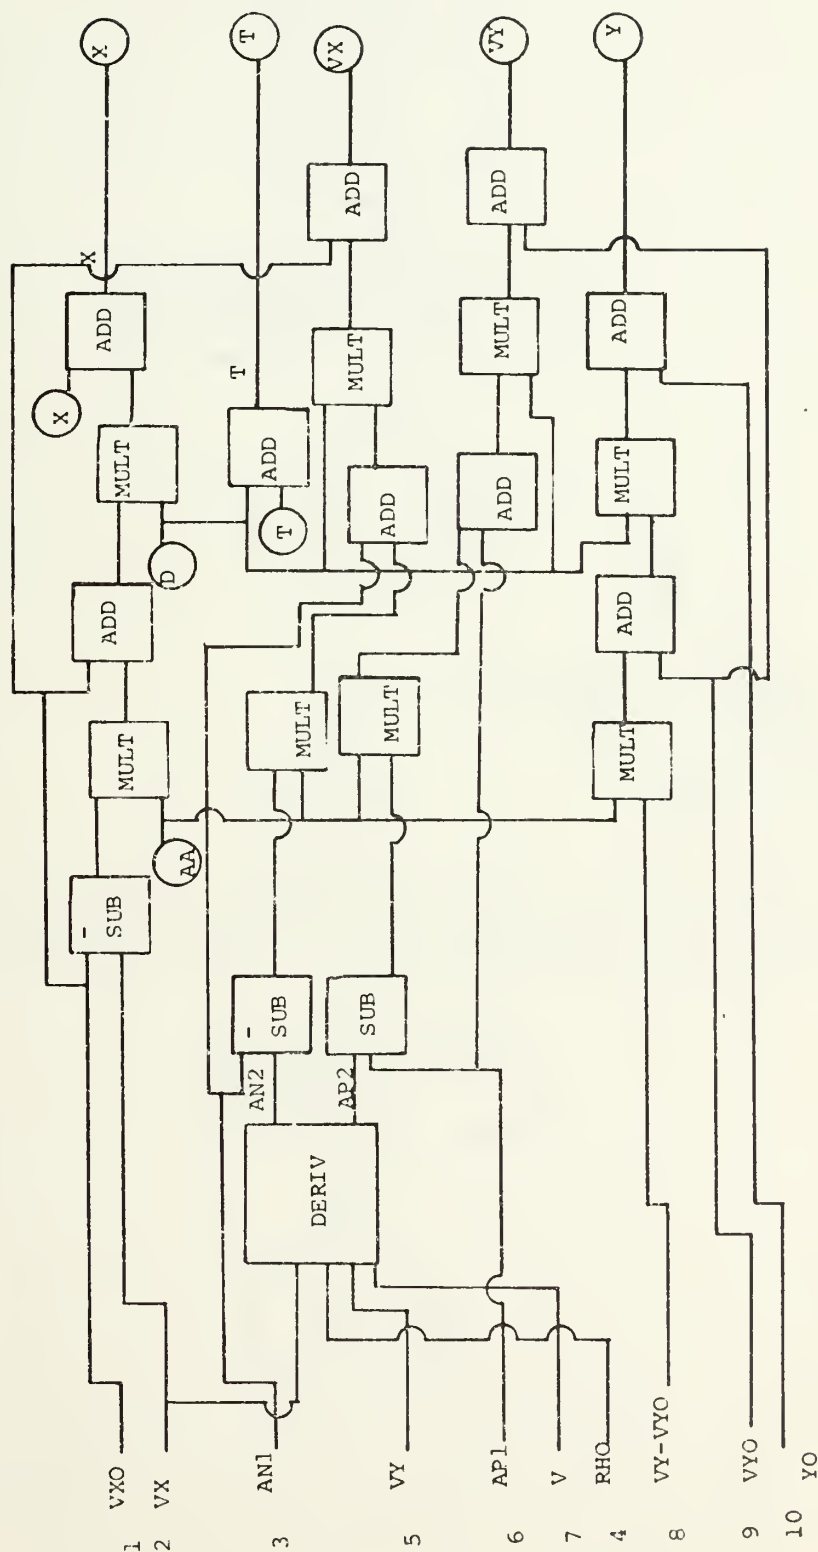 1 VXO
2 VX
3 AN1
5 VY
6 AP1
7 V
4 RHO
8 VY-VYO
9 VYO
10 YO
DERIV
AN2
AP2
-
SUB
-
SUB
SUB
AA
MULT
MULT
MULT
MULT
ADD
D
ADD
MULT
T
ADD
ADD
MULT
X
ADD
ADD
T
MULT
MULT
ADD
X
ADD
ADD
X
T
VX
VY
Y